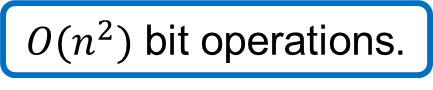 𝑂(𝑛²) bit operations.